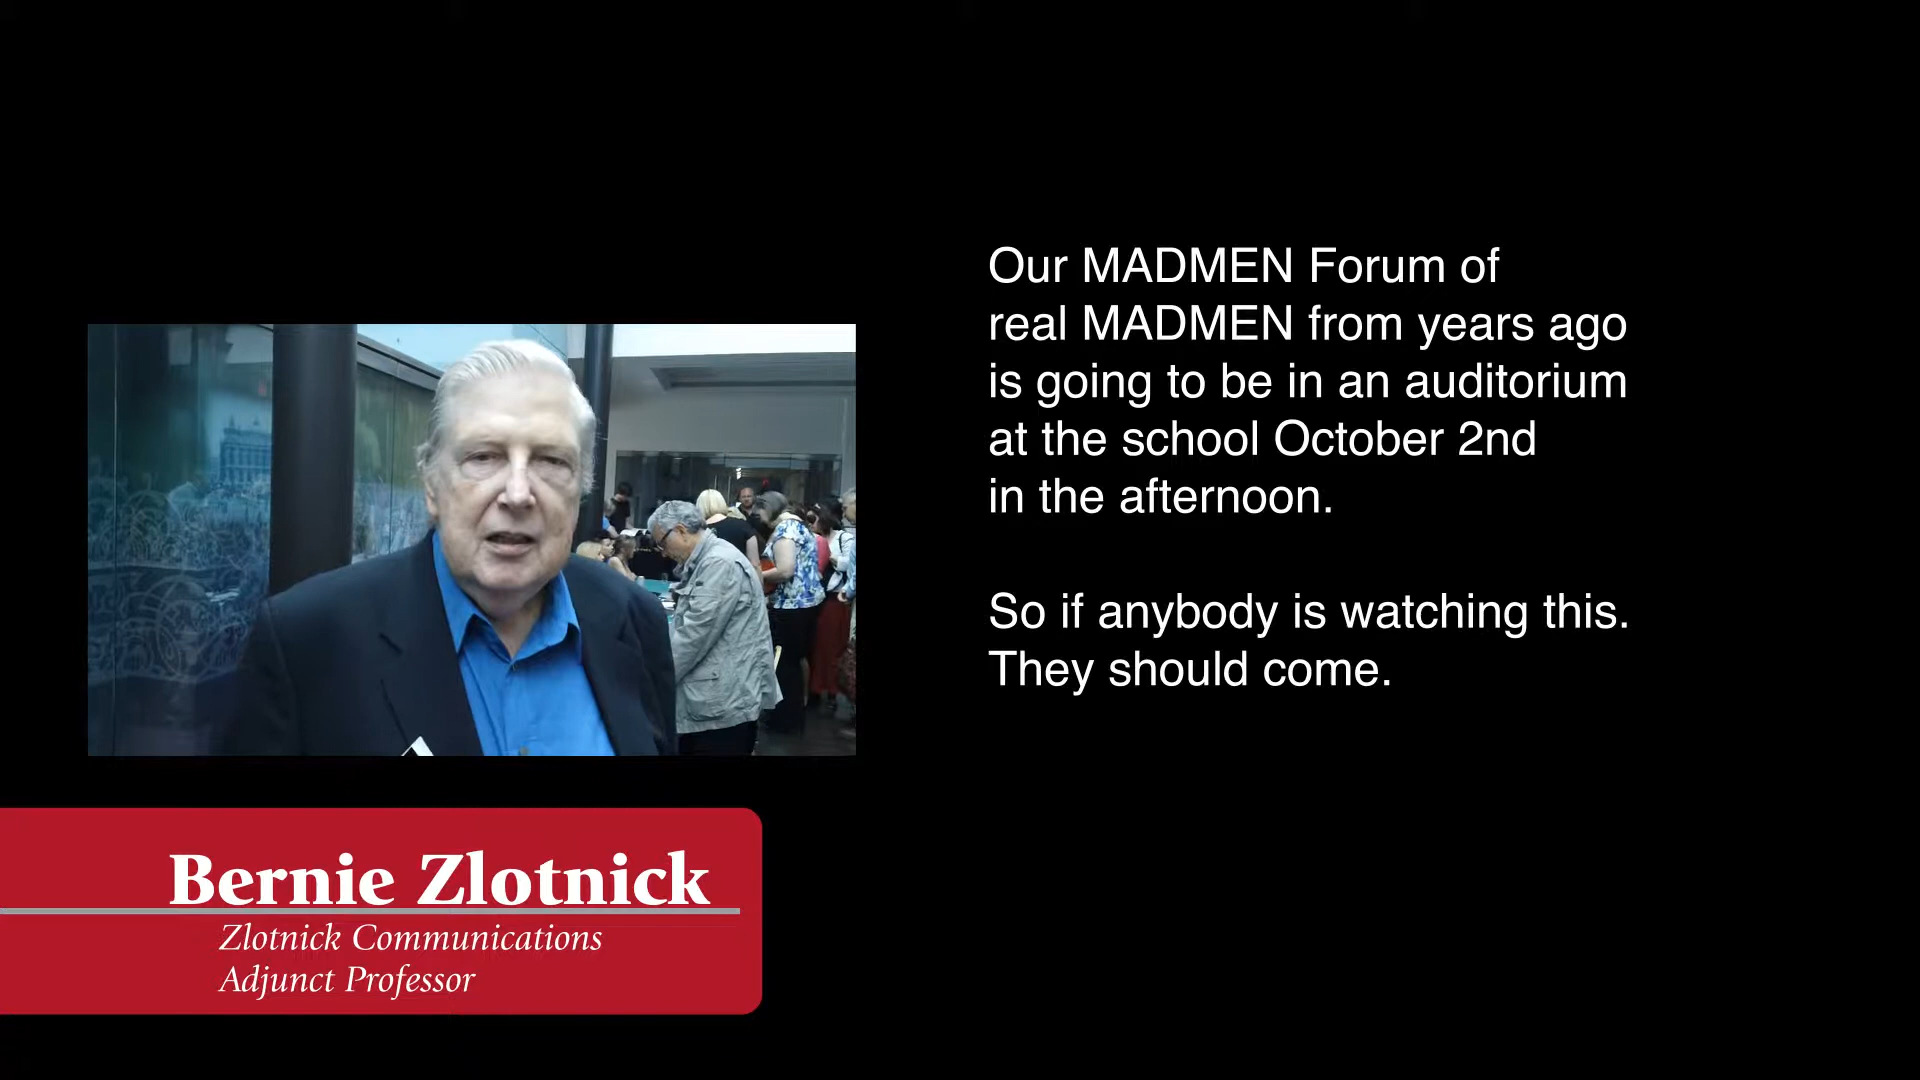 Our MADMEN Forum of
real MADMEN from years ago
is going to be in an auditorium
at the school October 2nd
in the afternoon.
So if anybody is watching this.
They should come.
Bernie Zlotnick
Zlotnick Communications
Adjunct Professor